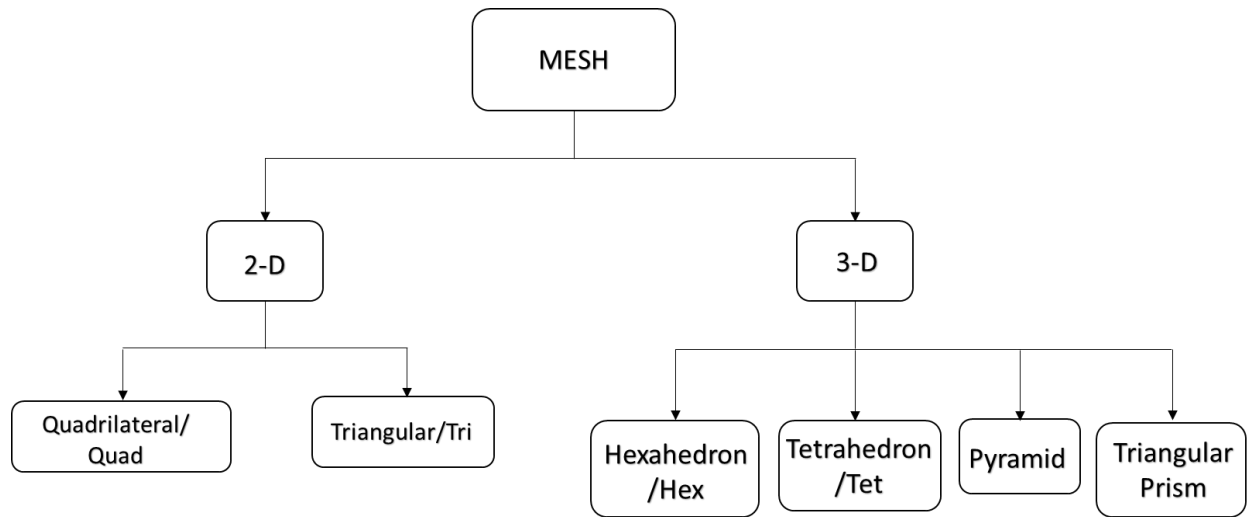 MESH
2-D
3-D
Quadrilateral/
Quad
Triangular/Tri
Hexahedron
/Hex
Tetrahedron
/Tet
Pyramid
Triangular
Prism